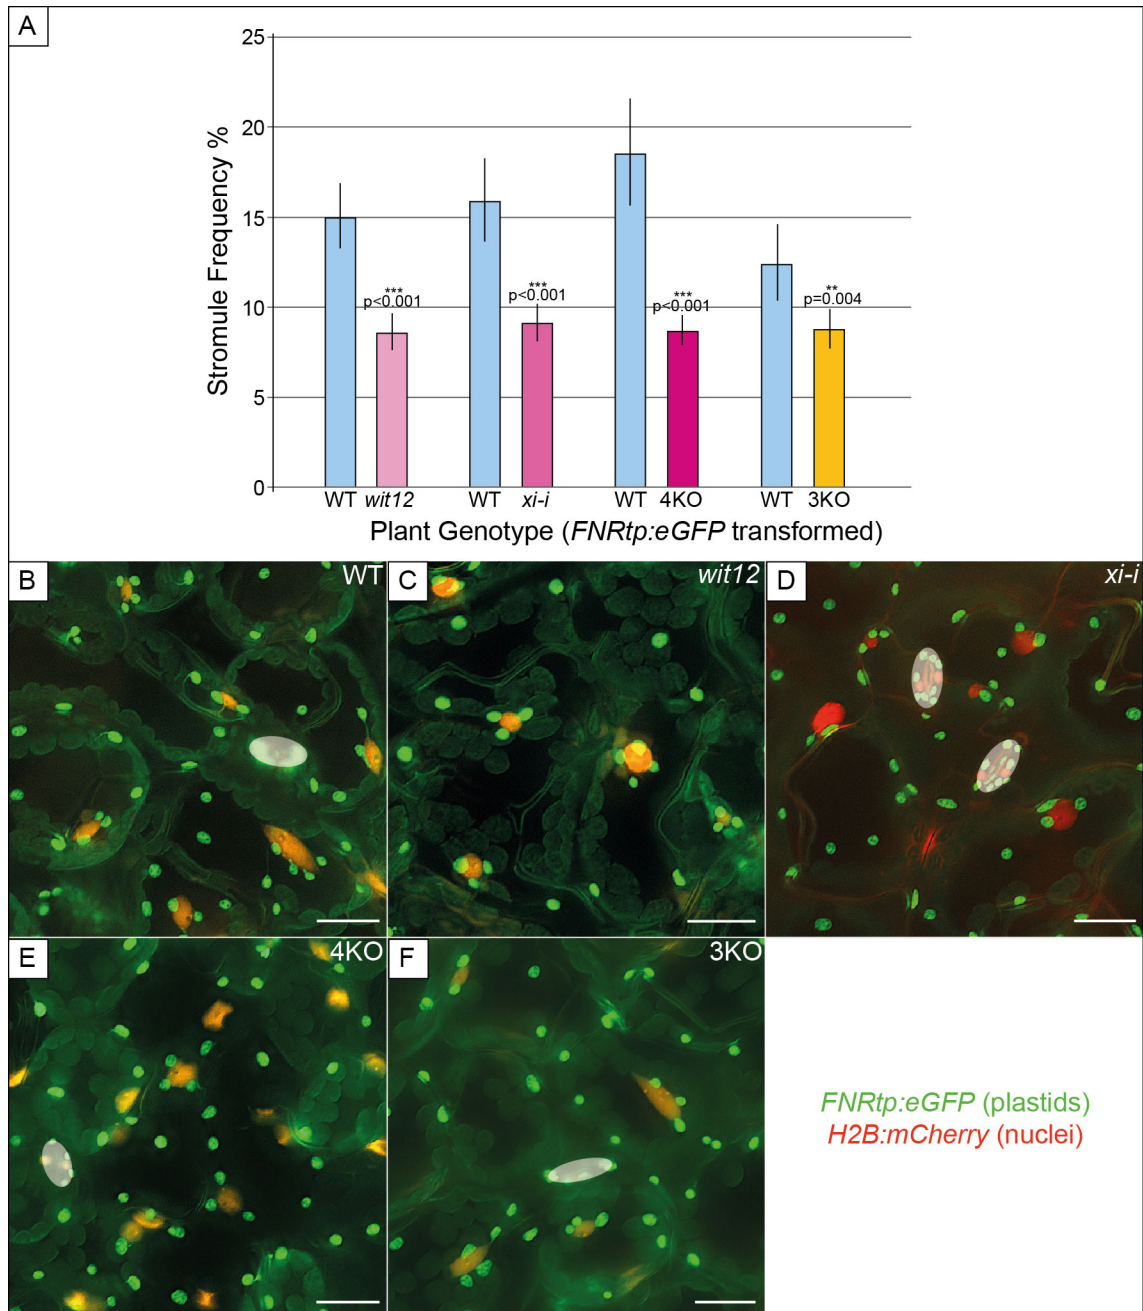 A
25
20
15
10
5
0
Stromule Frequency %
***
p<0.001
***
p<0.001
***
p<0.001
**
p=0.004
WT wit12 WT xi-i WT 4KO WT 3KO
Plant Genotype (FNRtp:eGFP transformed)
B WT
C wit12
D xi-i
E 4KO
F 3KO
FNRtp:eGFP (plastids)
H2B:mCherry (nuclei)